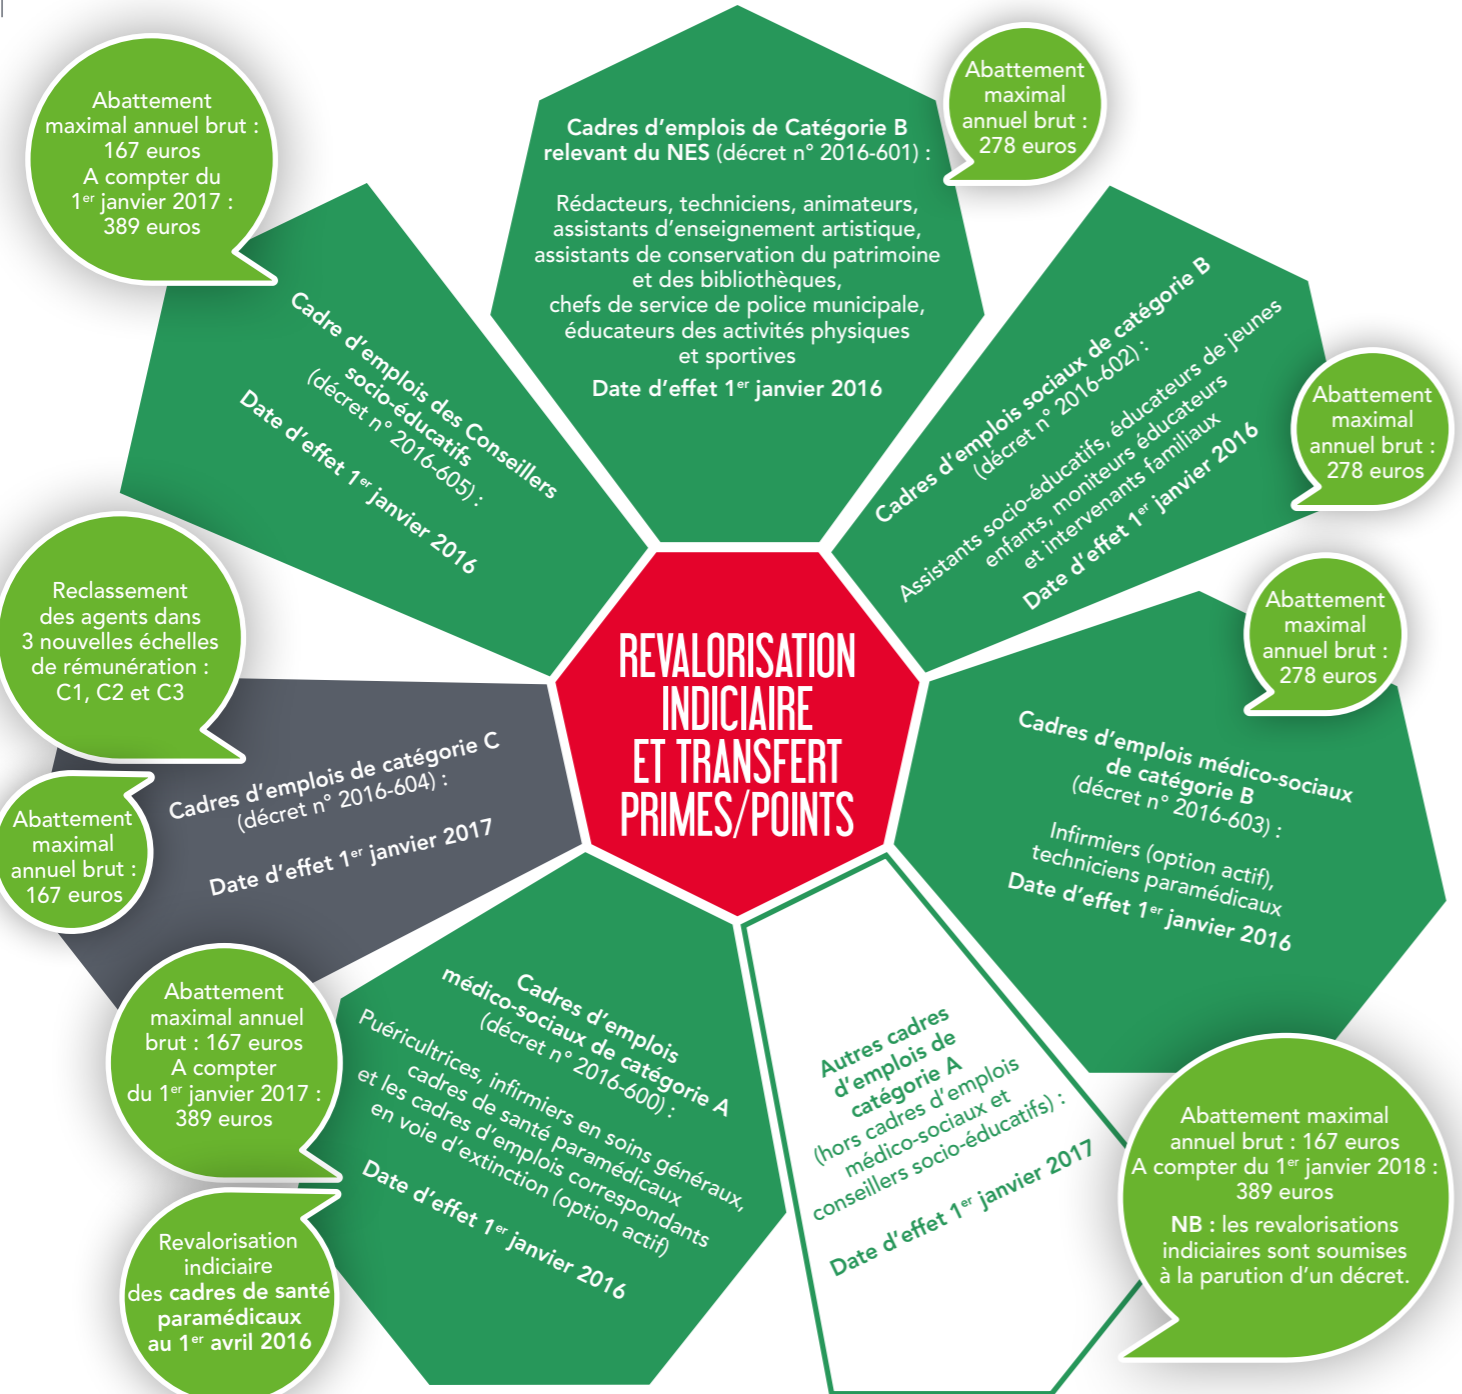 Abattement
maximal annuel brut :
167 euros
A compter du
1er janvier 2017 :
389 euros
Cadres d'emplois de Catégorie B
relevant du NES (décret n° 2016-601) :
Rédacteurs, techniciens, animateurs,
assistants d'enseignement artistique,
assistants de conservation du patrimoine
et des bibliothèques,
chefs de service de police municipale,
éducateurs des activités physiques
et sportives
Date d'effet 1er janvier 2016
Abattement
maximal
annuel brut :
278 euros
Cadre d'emplois des Conseillers
socio-éducatifs
(décret n° 2016-605) :
Date d'effet 1er janvier 2016
Cadres d'emplois sociaux de catégorie B
(décret n° 2016-602) :
Assistants socio-éducatifs, éducateurs de jeunes
enfants, moniteurs éducateurs
et intervenants familiaux
Date d'effet 1er janvier 2016
Abattement
maximal
annuel brut :
278 euros
Reclassement
des agents dans
3 nouvelles échelles
de rémunération :
C1, C2 et C3
REVALORISATION
INDICIAIRE
ET TRANSFERT
PRIMES/POINTS
Abattement
maximal
annuel brut :
278 euros
Cadres d'emplois médico-sociaux
de catégorie B
(décret n° 2016-603) :
Infirmiers (option actif),
techniciens paramédicaux
Date d'effet 1er janvier 2016
Cadres d'emplois de catégorie C
(décret n° 2016-604) :
Date d'effet 1er janvier 2017
Abattement
maximal
annuel brut :
167 euros
Abattement
maximal annuel
brut : 167 euros
A compter
du 1er janvier 2017 :
389 euros
Cadres d'emplois
médico-sociaux de catégorie A
(décret n° 2016-600) :
Puéricultrices, infirmiers en soins généraux,
cadres de santé paramédicaux
et les cadres d'emplois correspondants
en voie d'extinction (option actif)
Date d'effet 1er janvier 2016
Autres cadres
d'emplois de
catégorie A
(hors cadres d'emplois
médico-sociaux et
conseillers socio-éducatifs) :
Date d'effet 1er janvier 2017
Abattement maximal
annuel brut : 167 euros
A compter du 1er janvier 2018 :
389 euros
NB : les revalorisations
indiciaires sont soumises
à la parution d'un décret.
Revalorisation
indiciaire
des cadres de santé
paramédicaux
au 1er avril 2016